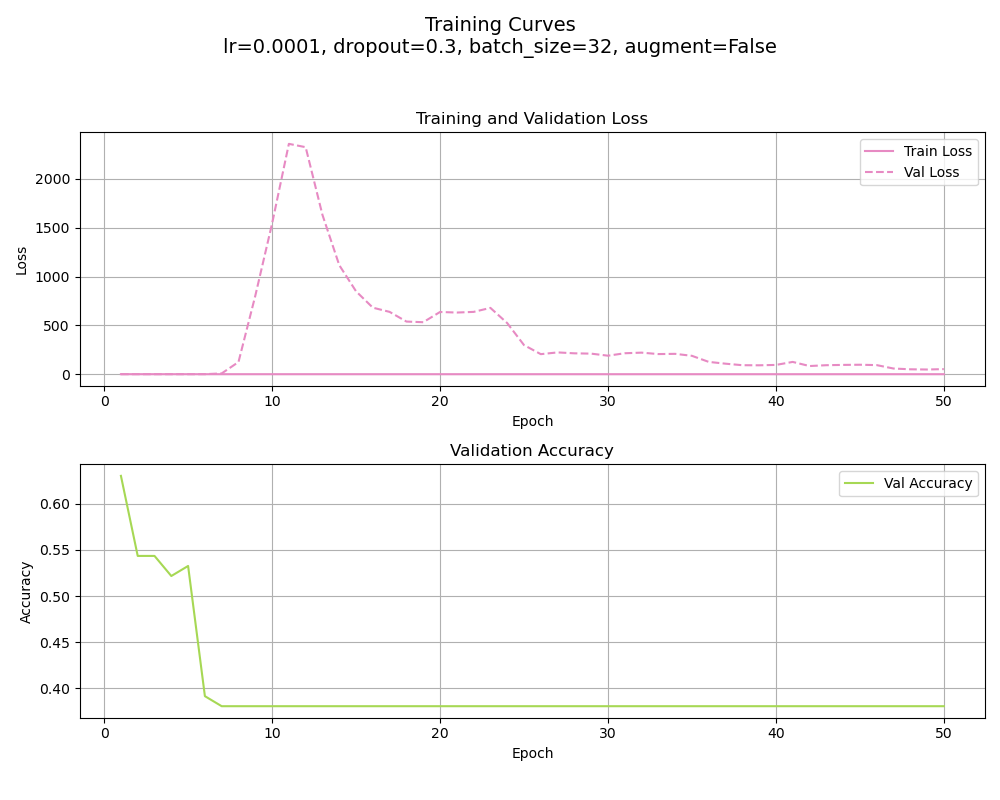 Training Curves
lr=0.0001, dropout=0.3, batch_size=32, augment=False
Training and Validation Loss
Train Loss
Val Loss
2000
1500
1000
500
0
Loss
0 10 20 30 40 50
Epoch
Validation Accuracy
Val Accuracy
0.60
0.55
0.50
0.45
0.40
Accuracy
0 10 20 30 40 50
Epoch